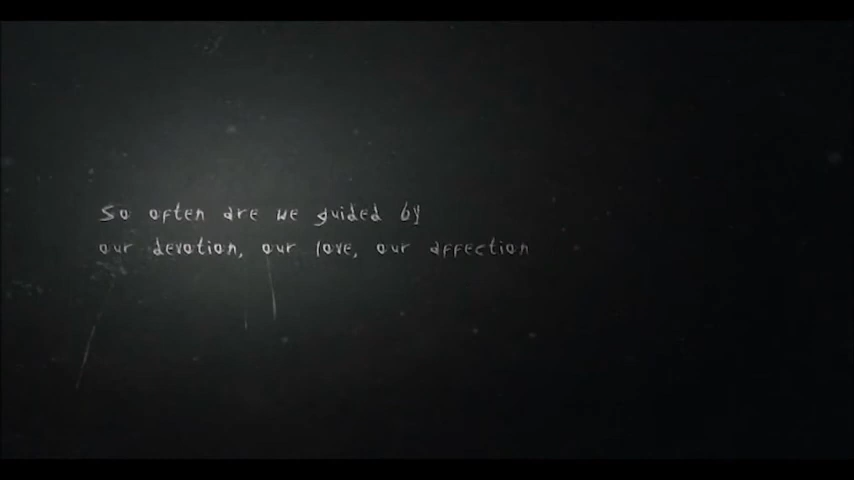 So often are we guided by
our devotion, our love, our affection